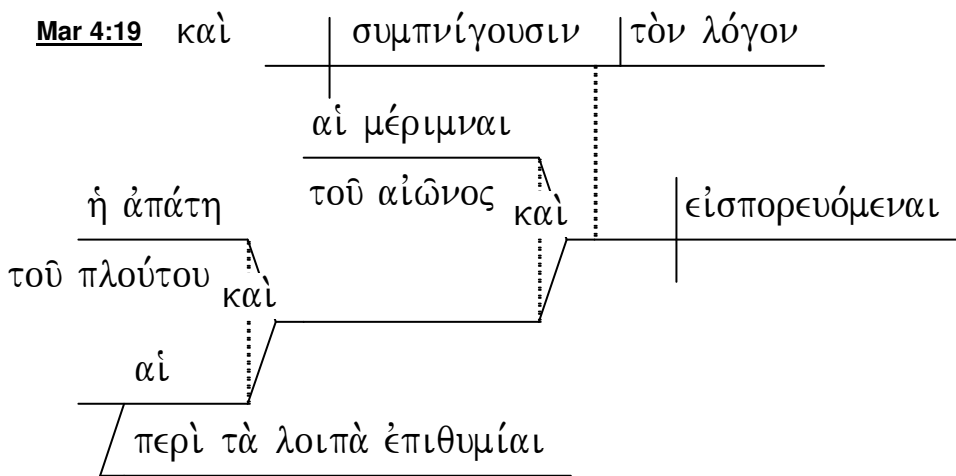 Mar 4:19 καὶ συμπνίγουσιν τὸν λόγον
αἱ μέριμναι
τοῦ αἰῶνος καὶ
ἡ ἀπάτη εἰσπορευόμεναι
τοῦ πλούτου καὶ
αἱ
περὶ τὰ λοιπὰ ἐπιθυμίαι